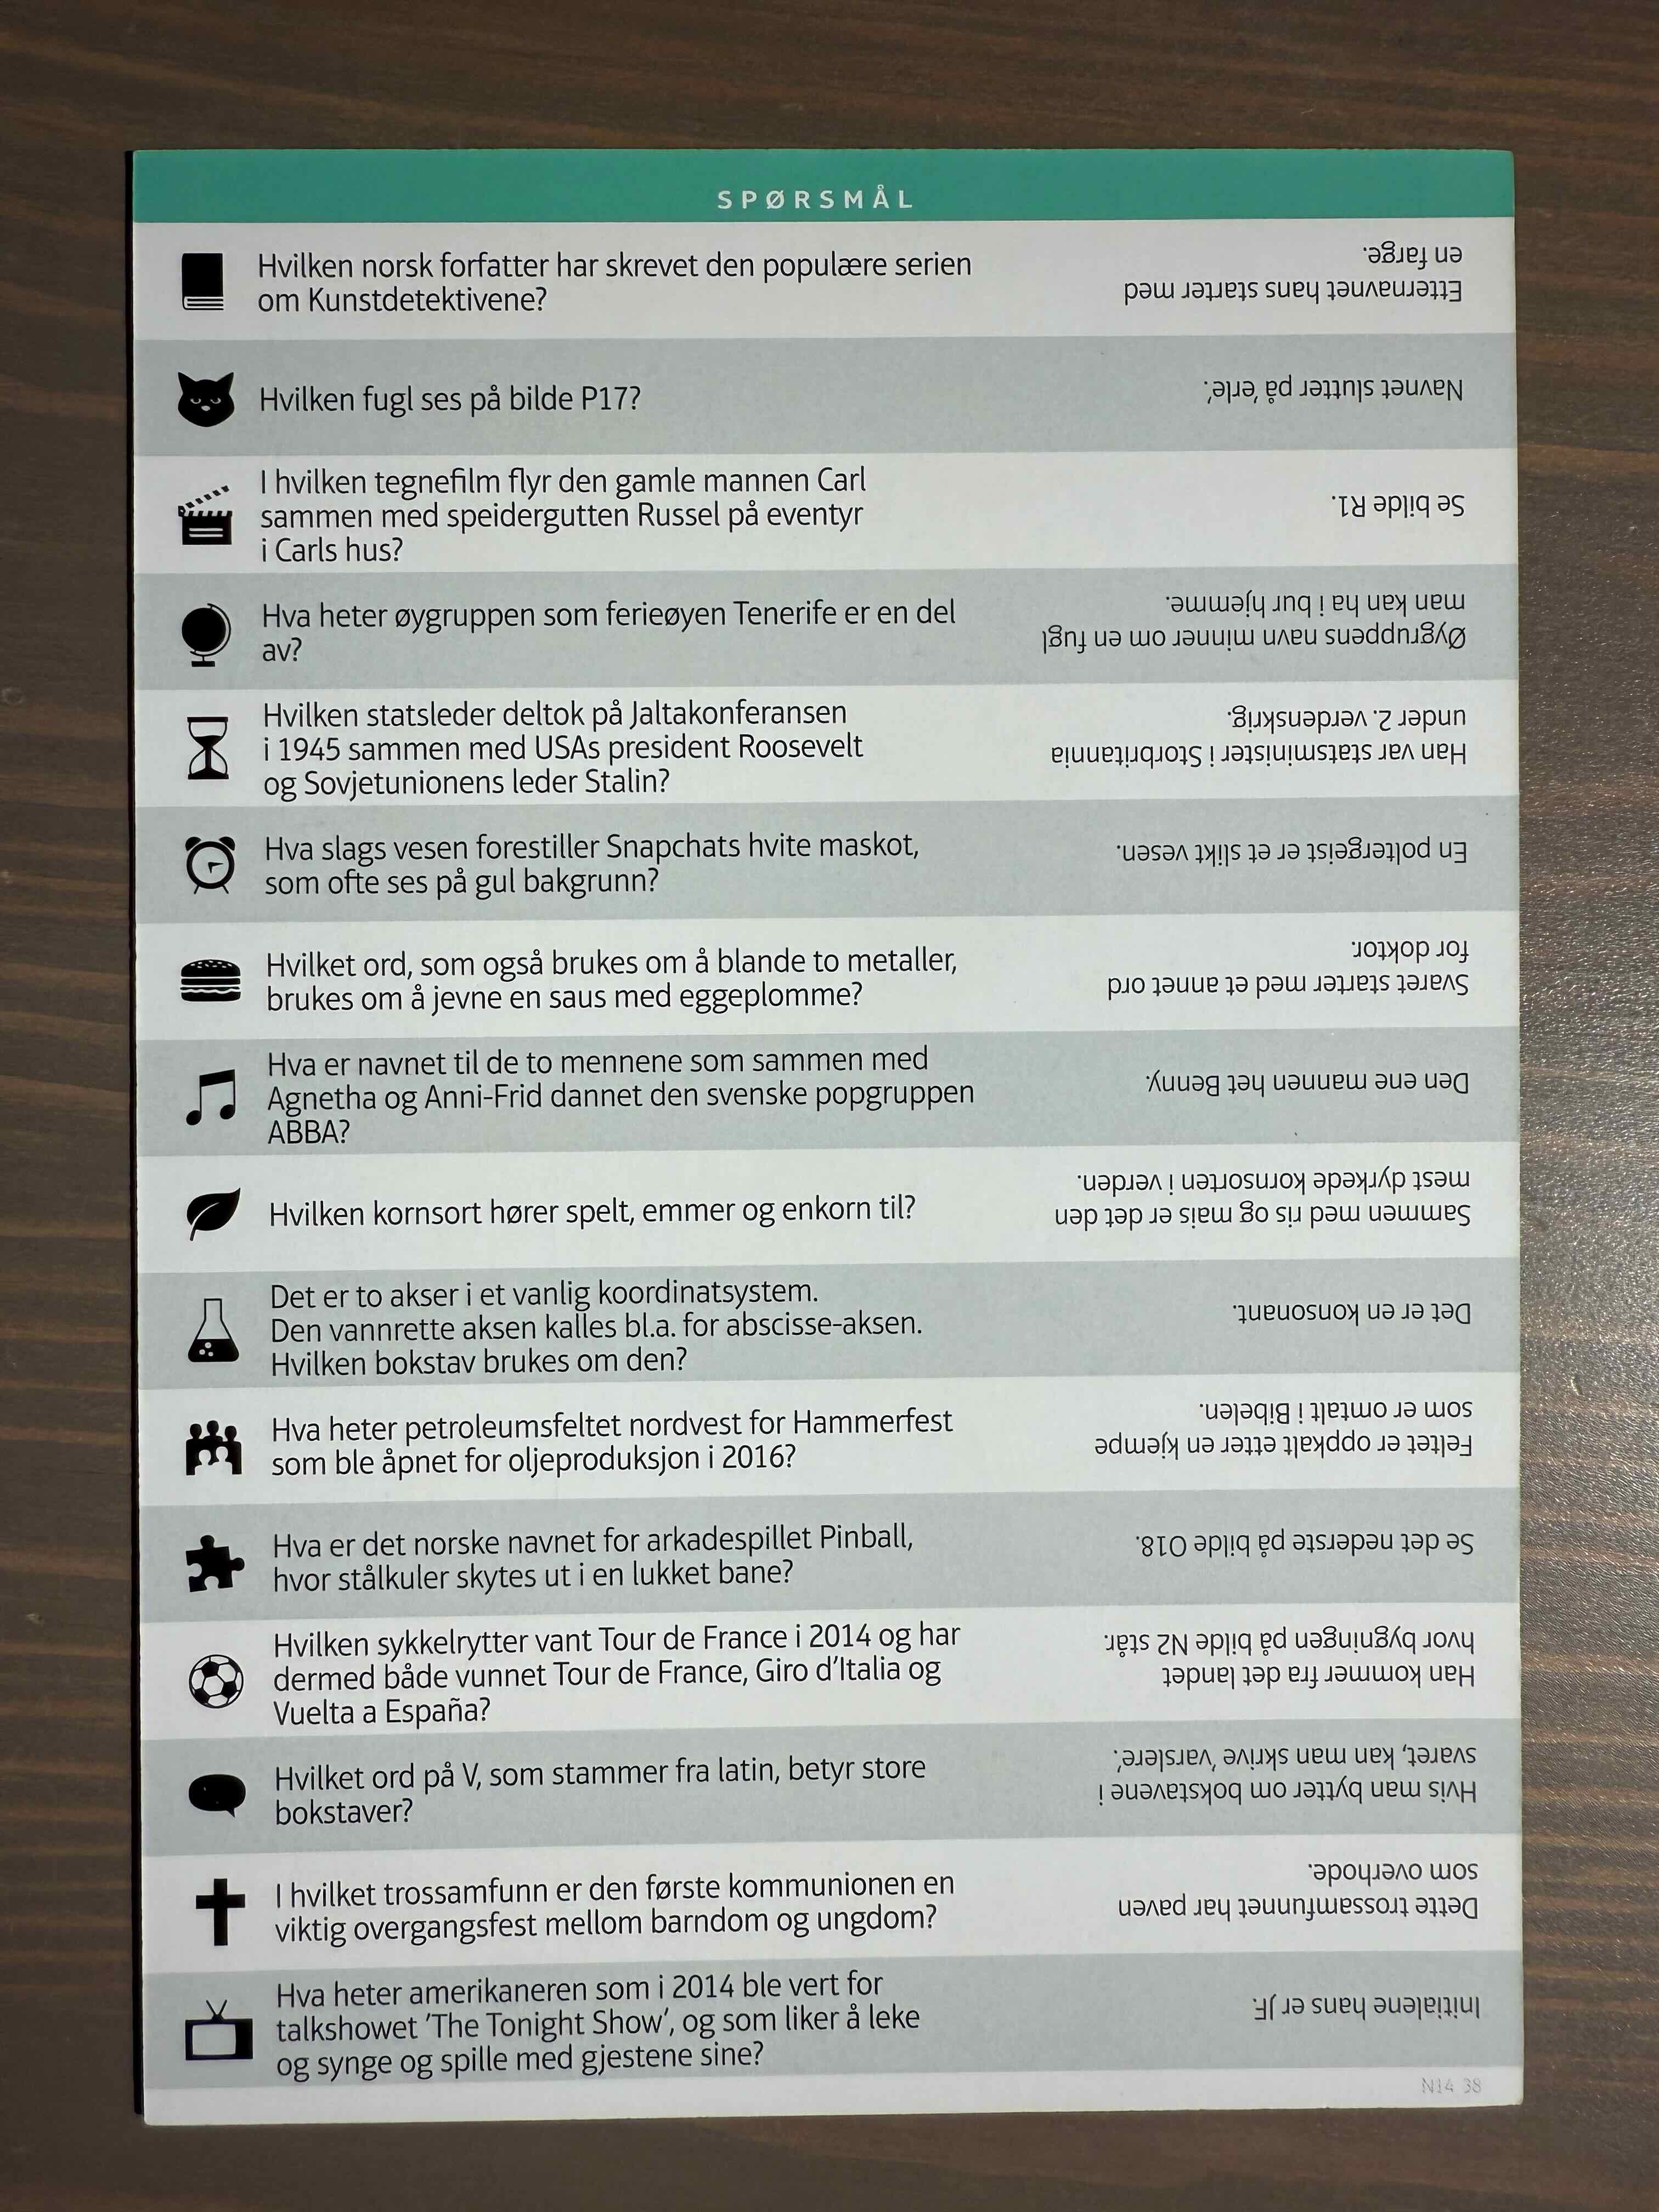 SPØRSMÅL
Hvilken norsk forfatter har skrevet den populære serien
om Kunstdetektivene?
Etternavnet hans starter med
en farge.
Hvilken fugl ses på bilde P17?
Navnet slutter på 'erle'.
I hvilken tegnefilm flyr den gamle mannen Carl
sammen med speidergutten Russel på eventyr
i Carls hus?
Se bilde R1.
Hva heter øygruppen som ferieøyen Tenerife er en del
av?
Øygruppens navn minner om en fugl
man kan ha i bur hjemme.
Hvilken statsleder deltok på Jaltakonferansen
i 1945 sammen med USAs president Roosevelt
og Sovjetunionens leder Stalin?
Han var statsminister i Storbritannia
under 2. verdenskrig.
Hva slags vesen forestiller Snapchats hvite maskot,
som ofte ses på gul bakgrunn?
En poltergeist er et slikt vesen.
Hvilket ord, som også brukes om å blande to metaller,
brukes om å jevne en saus med eggeplomme?
Svaret starter med et annet ord
for doktor.
Hva er navnet til de to mennene som sammen med
Agnetha og Anni-Frid dannet den svenske popgruppen
ABBA?
Den ene mannen het Benny.
Hvilken kornsort hører spelt, emmer og enkorn til?
Sammen med ris og mais er det den
mest dyrkede kornsorten i verden.
Det er to akser i et vanlig koordinatsystem.
Den vannrette aksen kalles bl.a. for abscisse-aksen.
Hvilken bokstav brukes om den?
Det er en konsonant.
Hva heter petroleumsfeltet nordvest for Hammerfest
som ble åpnet for oljeproduksjon i 2016?
Feltet er oppkalt etter en kjempe
som er omtalt i Bibelen.
Hva er det norske navnet for arkadespillet Pinball,
hvor stålkuler skytes ut i en lukket bane?
Se det nederste på bilde O18.
Hvilken sykkelrytter vant Tour de France i 2014 og har
dermed både vunnet Tour de France, Giro d'Italia og
Vuelta a España?
Han kommer fra det landet
hvor bygningen på bilde N2 står.
Hvilket ord på V, som stammer fra latin, betyr store
bokstaver?
Hvis man bytter om bokstavene i
svaret, kan man skrive 'varslere'.
I hvilket trossamfunn er den første kommunionen en
viktig overgangsfest mellom barndom og ungdom?
Dette trossamfunnet har paven
som overhode.
Hva heter amerikaneren som i 2014 ble vert for
talkshowet 'The Tonight Show', og som liker å leke
og synge og spille med gjestene sine?
Initialene hans er JF.
N14 38